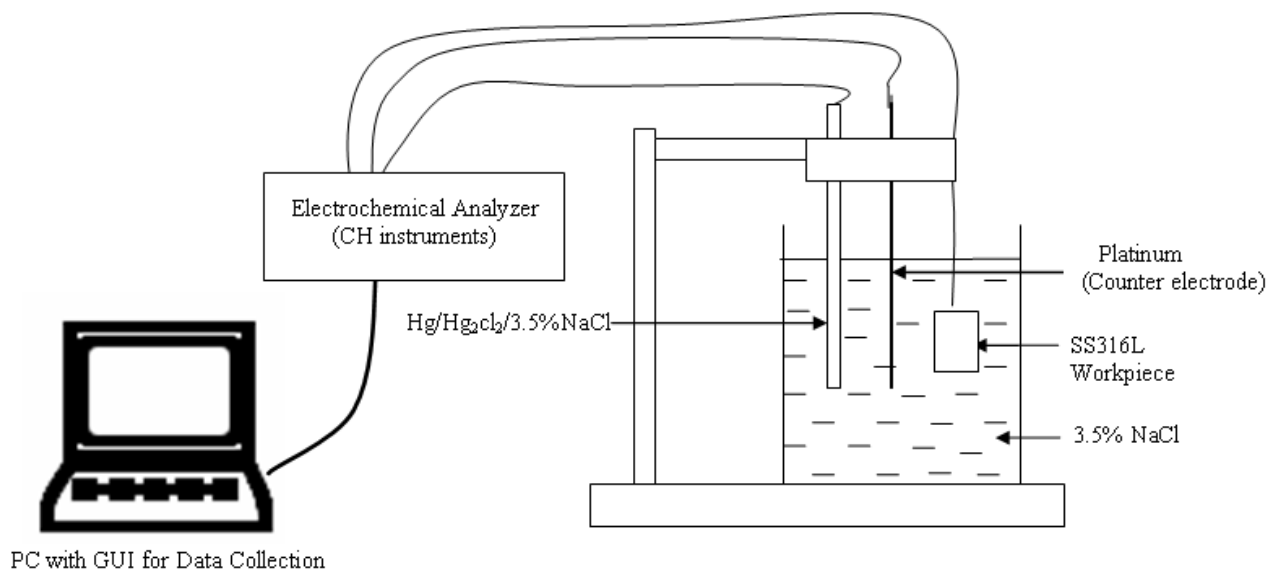 Electrochemical Analyzer
(CH instruments)
Platinum
(Counter electrode)
Hg/Hg₂cl₂/3.5%NaCl
SS316L
Workpiece
3.5% NaCl
PC with GUI for Data Collection